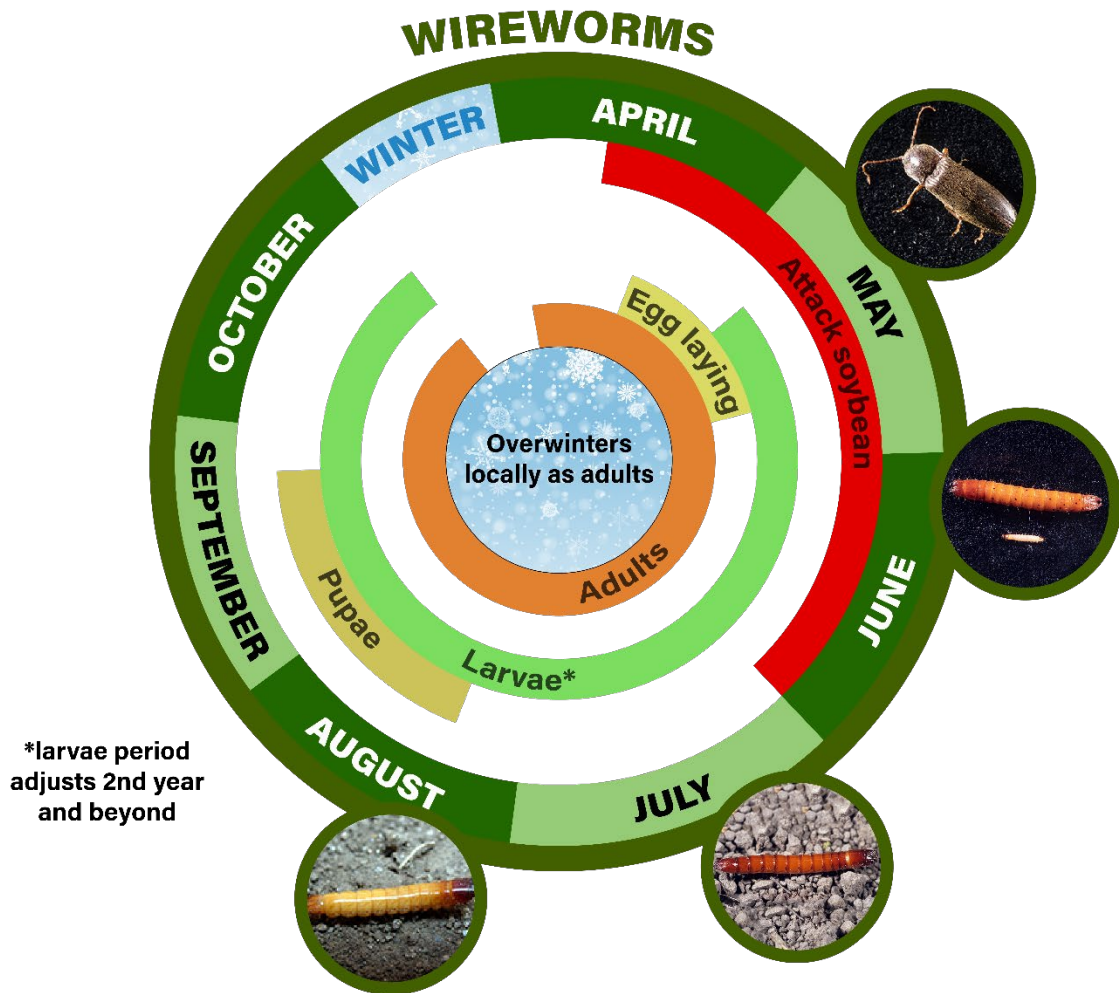 WIREWORMS
WINTER
APRIL
MAY
JUNE
JULY
AUGUST
SEPTEMBER
OCTOBER
Attack soybean
Egg laying
Overwinters
locally as adults
Adults
Larvae*
Pupae
*larvae period
adjusts 2nd year
and beyond